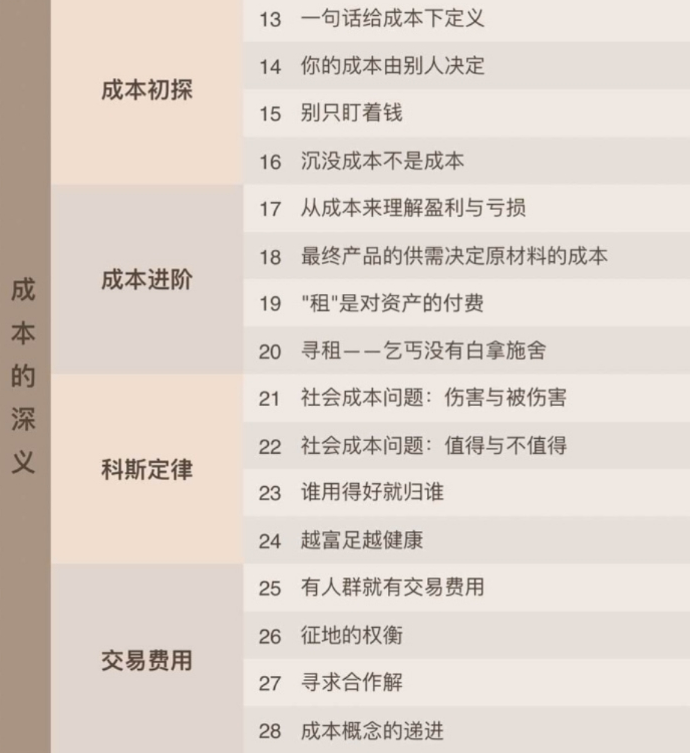 成本的深义
成本初探
13 一句话给成本下定义
14 你的成本由别人决定
15 别只盯着钱
16 沉没成本不是成本
成本进阶
17 从成本来理解盈利与亏损
18 最终产品的供需决定原材料的成本
19 "租"是对资产的付费
20 寻租——乞丐没有白拿施舍
科斯定律
21 社会成本问题：伤害与被伤害
22 社会成本问题：值得与不值得
23 谁用得好就归谁
24 越富足越健康
交易费用
25 有人群就有交易费用
26 征地的权衡
27 寻求合作解
28 成本概念的递进